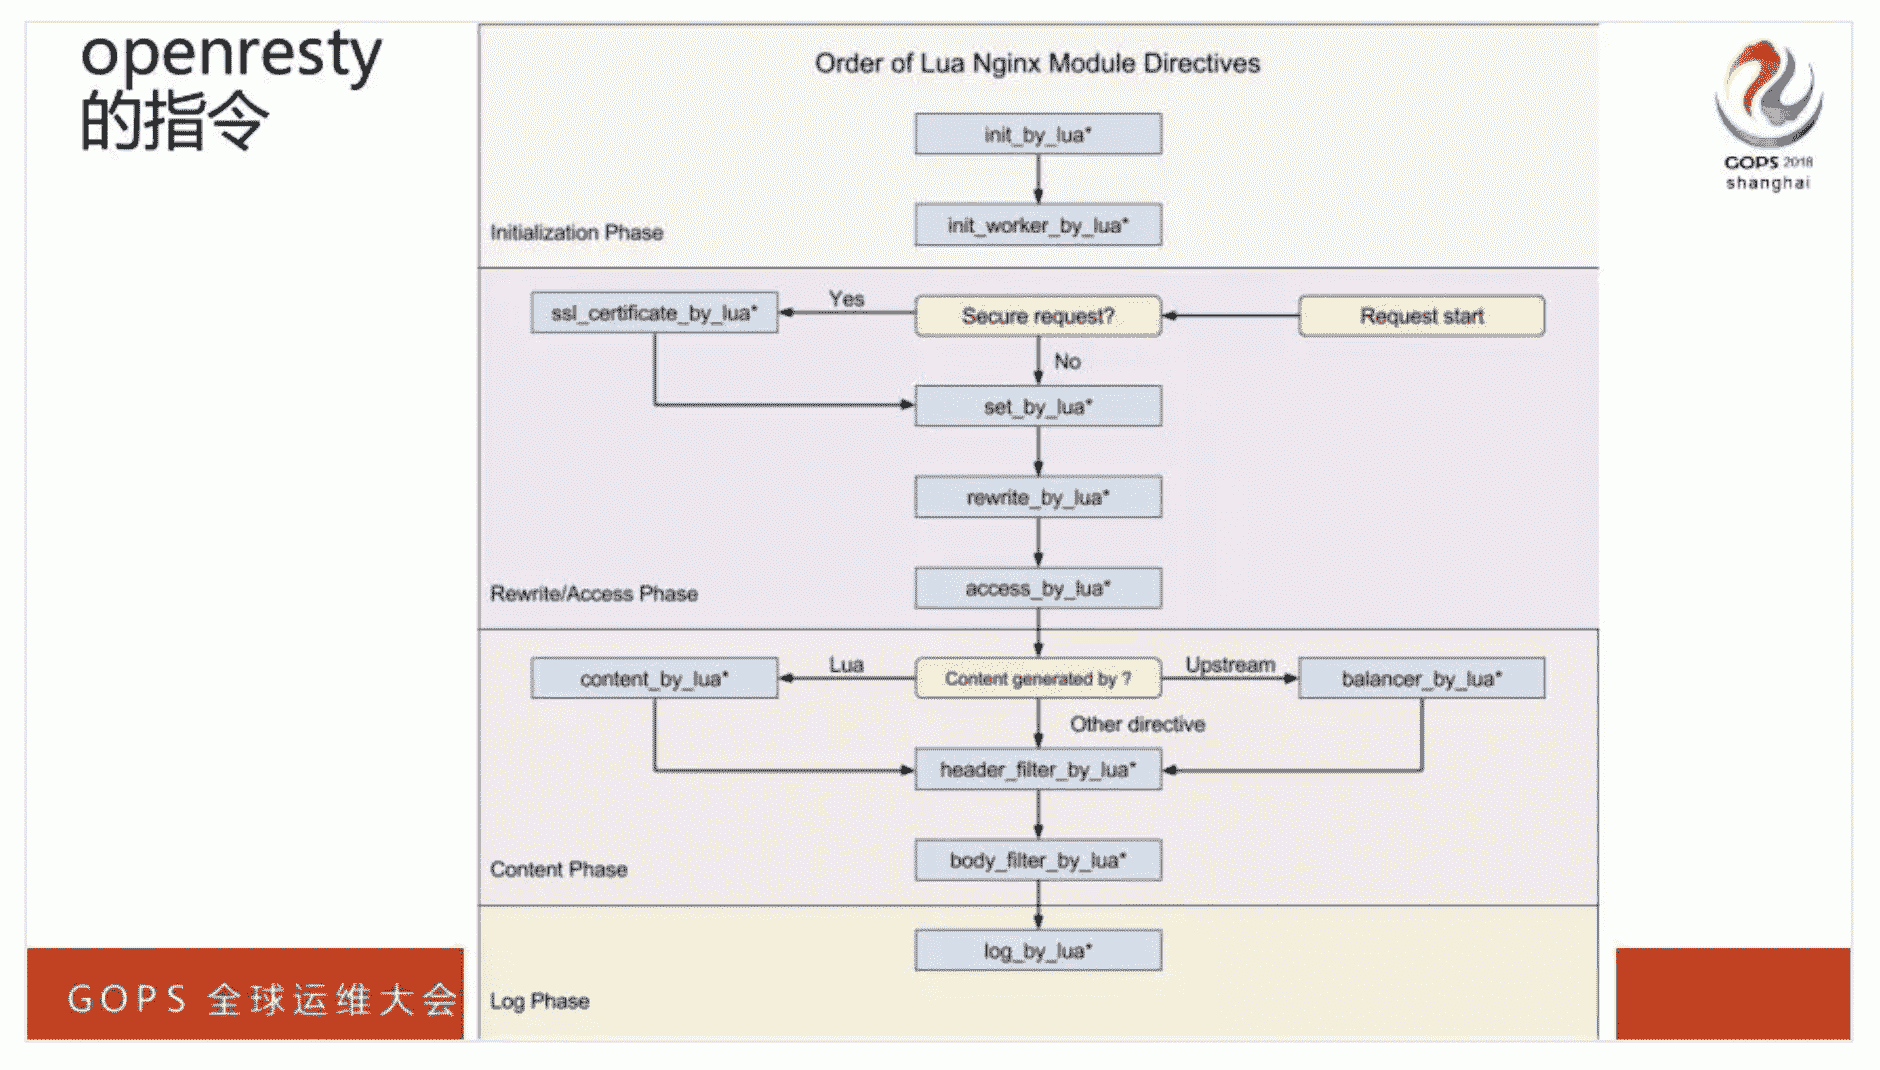 openresty
的指令
Order of Lua Nginx Module Directives
GOPS 2018
shanghai
init_by_lua*
init_worker_by_lua*
Initialization Phase
ssl_certificate_by_lua*
Yes
Secure request?
Request start
No
set_by_lua*
rewrite_by_lua*
access_by_lua*
Rewrite/Access Phase
content_by_lua*
Lua
Content generated by ?
Upstream
balancer_by_lua*
Other directive
header_filter_by_lua*
body_filter_by_lua*
Content Phase
log_by_lua*
Log Phase
GOPS 全球运维大会